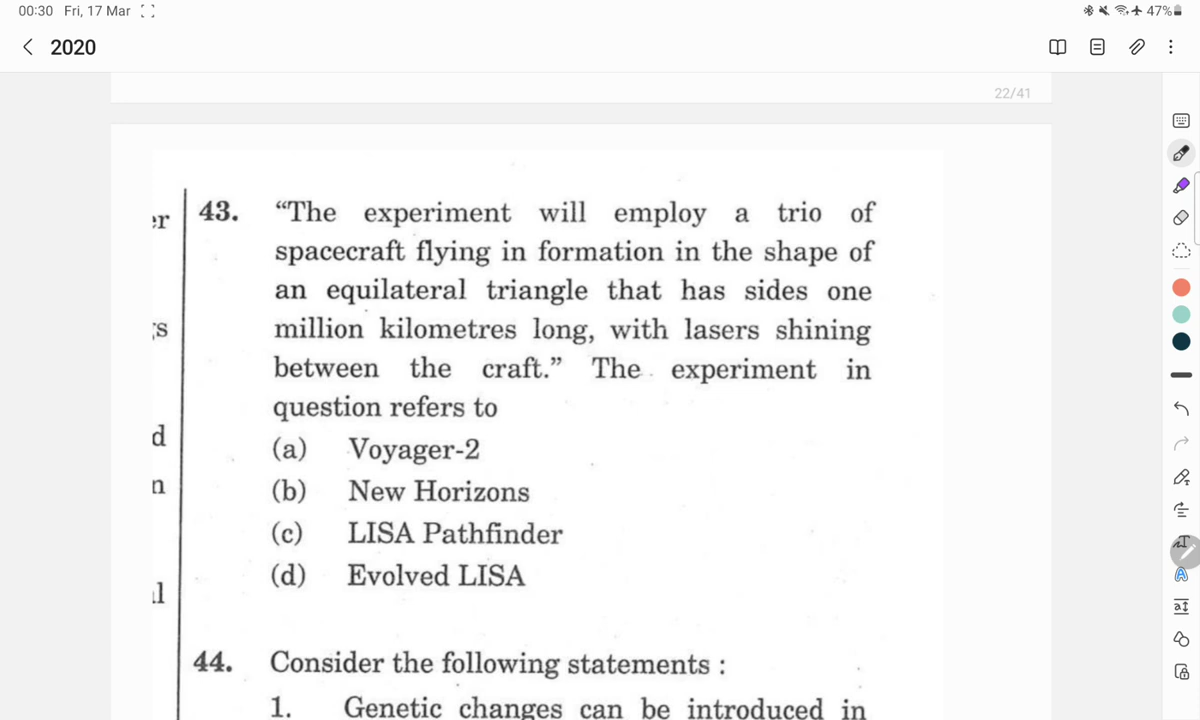 00:30 Fri, 17 Mar
47%
2020
22/41
er
43. “The experiment will employ a trio of
spacecraft flying in formation in the shape of
an equilateral triangle that has sides one
million kilometres long, with lasers shining
between the craft.” The experiment in
question refers to
(a) Voyager-2
(b) New Horizons
(c) LISA Pathfinder
(d) Evolved LISA
44. Consider the following statements :
1. Genetic changes can be introduced in